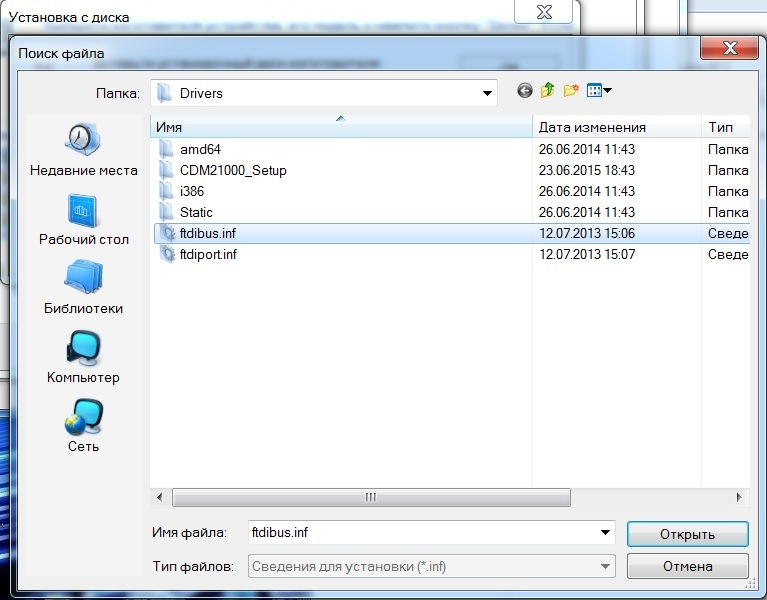 Установка с диска
Поиск файла
Папка:
Drivers
Недавние места
Рабочий стол
Библиотеки
Компьютер
Сеть
Имя
Дата изменения
Тип
amd64
26.06.2014 11:43
Папка
CDM21000_Setup
23.06.2015 18:43
Папка
i386
26.06.2014 11:43
Папка
Static
26.06.2014 11:43
Папка
ftdibus.inf
12.07.2013 15:06
Сведе
ftdiport.inf
12.07.2013 15:07
Сведе
Имя файла:
ftdibus.inf
Открыть
Тип файлов:
Сведения для установки (*.inf)
Отмена